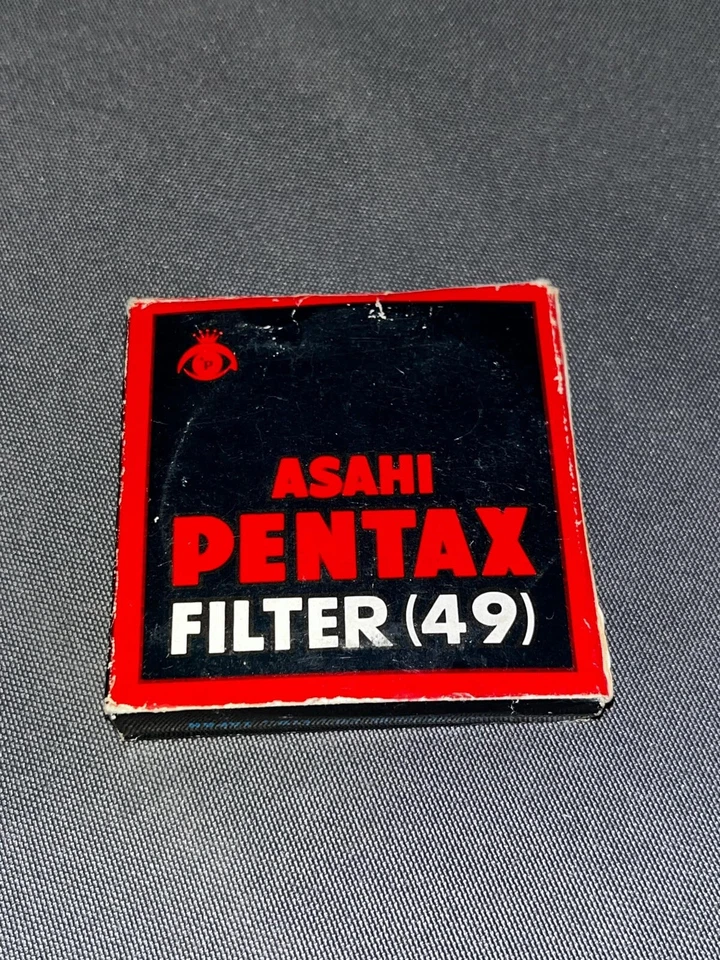 P
ASAHI
PENTAX
FILTER (49)